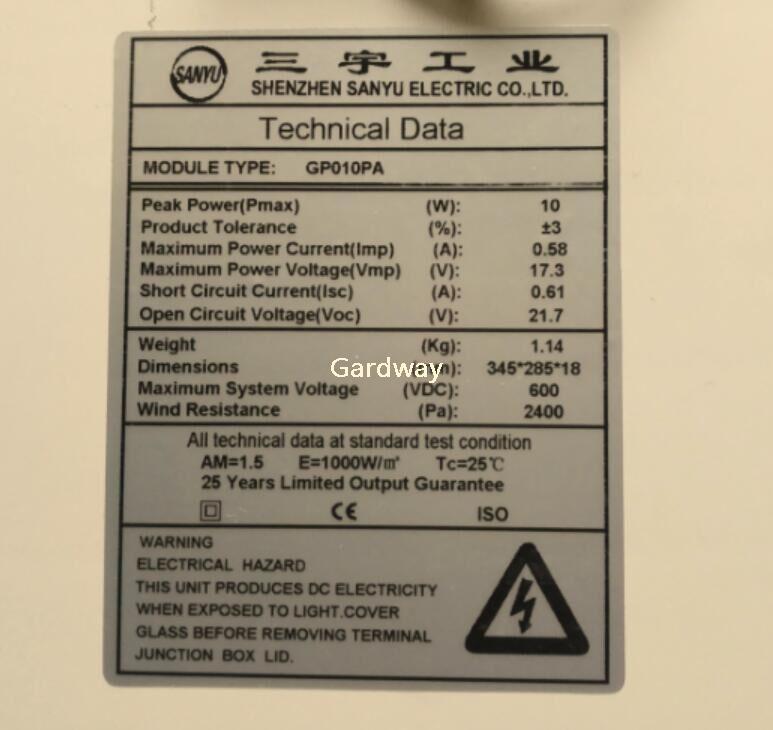 SANYU 三宇工业
SHENZHEN SANYU ELECTRIC CO.,LTD.
Technical Data
MODULE TYPE: GP010PA
Peak Power(Pmax) (W): 10
Product Tolerance (%): ±3
Maximum Power Current(Imp) (A): 0.58
Maximum Power Voltage(Vmp) (V): 17.3
Short Circuit Current(Isc) (A): 0.61
Open Circuit Voltage(Voc) (V): 21.7
Weight (Kg): 1.14
Dimensions 345*285*18
Gardway
Maximum System Voltage (VDC): 600
Wind Resistance (Pa): 2400
All technical data at standard test condition
AM=1.5 E=1000W/㎡ Tc=25℃
25 Years Limited Output Guarantee
CE ISO
WARNING
ELECTRICAL HAZARD
THIS UNIT PRODUCES DC ELECTRICITY
WHEN EXPOSED TO LIGHT.COVER
GLASS BEFORE REMOVING TERMINAL
JUNCTION BOX LID.